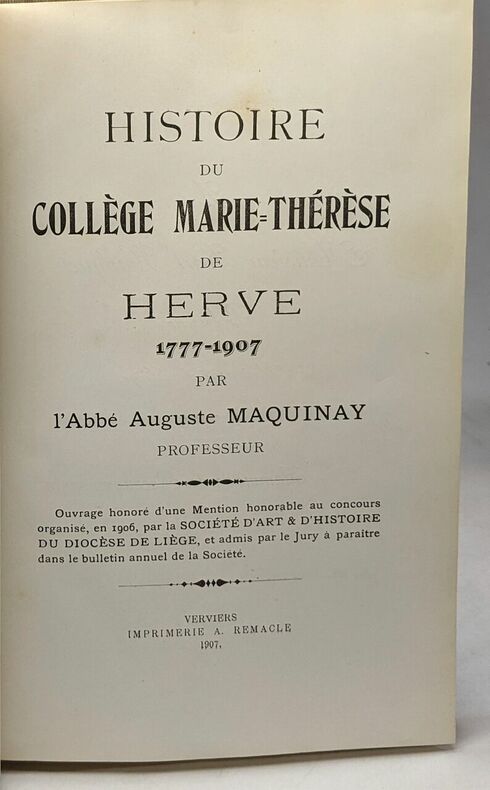 HISTOIRE
DU
COLLÈGE MARIE=THÉRÈSE
DE
HERVE
1777-1907
PAR
l'Abbé Auguste MAQUINAY
PROFESSEUR
Ouvrage honoré d'une Mention honorable au concours
organisé, en 1906, par la SOCIÉTÉ D'ART & D'HISTOIRE
DU DIOCÈSE DE LIÈGE, et admis par le Jury à paraitre
dans le bulletin annuel de la Société.
VERVIERS
IMPRIMERIE A. REMACLE
1907.